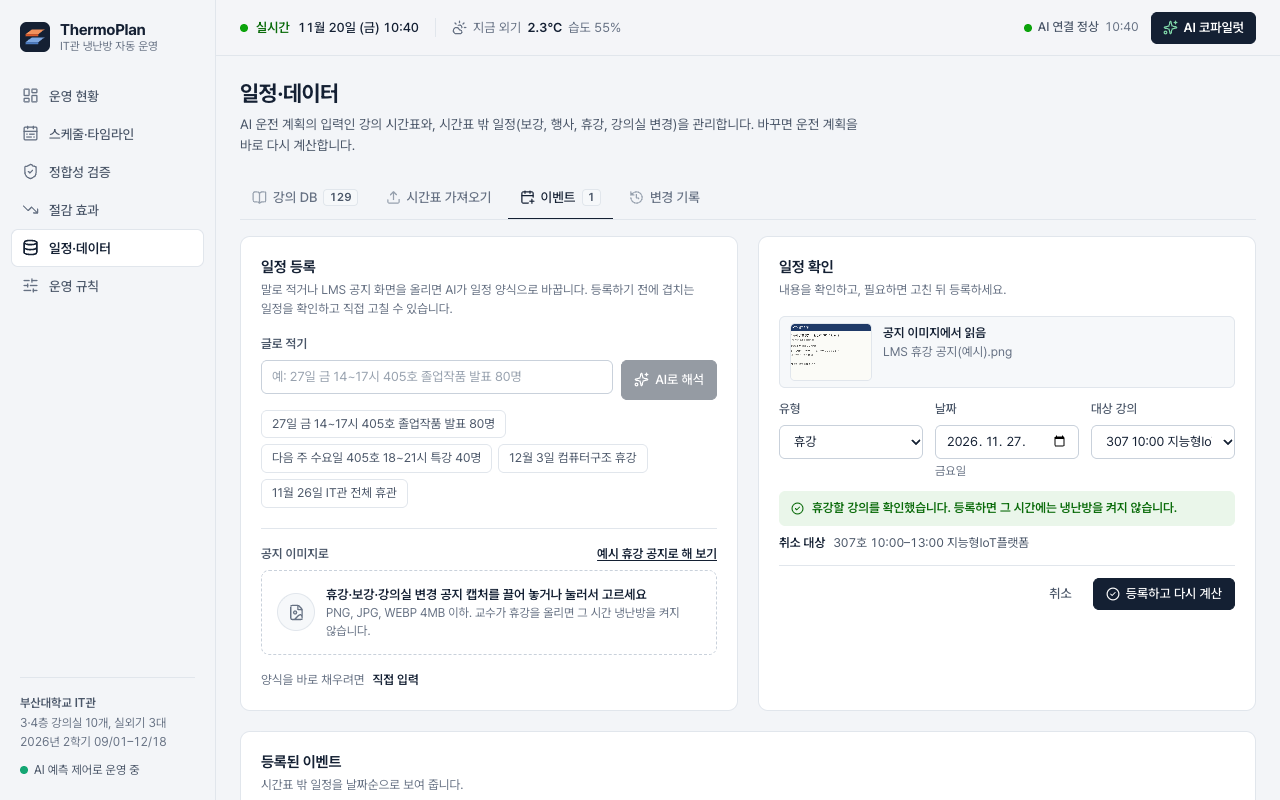 ThermoPlan
IT관 냉난방 자동 운영
운영 현황
스케줄·타임라인
정합성 검증
절감 효과
일정·데이터
운영 규칙
부산대학교 IT관
3·4층 강의실 10개, 실외기 3대
2026년 2학기 09/01–12/18
AI 예측 제어로 운영 중
실시간 11월 20일 (금) 10:40 지금 외기 2.3°C 습도 55%
AI 연결 정상 10:40 AI 코파일럿
일정·데이터
AI 운전 계획의 입력인 강의 시간표와, 시간표 밖 일정(보강, 행사, 휴강, 강의실 변경)을 관리합니다. 바꾸면 운전 계획을
바로 다시 계산합니다.
강의 DB 129 시간표 가져오기 이벤트 1 변경 기록
일정 등록
말로 적거나 LMS 공지 화면을 올리면 AI가 일정 양식으로 바꿉니다. 등록하기 전에 겹치는
일정을 확인하고 직접 고칠 수 있습니다.
글로 적기
예: 27일 금 14~17시 405호 졸업작품 발표 80명 AI로 해석
27일 금 14~17시 405호 졸업작품 발표 80명
다음 주 수요일 405호 18~21시 특강 40명 12월 3일 컴퓨터구조 휴강
11월 26일 IT관 전체 휴관
공지 이미지로 예시 휴강 공지로 해 보기
휴강·보강·강의실 변경 공지 캡처를 끌어 놓거나 눌러서 고르세요
PNG, JPG, WEBP 4MB 이하. 교수가 휴강을 올리면 그 시간 냉난방을 켜지
않습니다.
양식을 바로 채우려면 직접 입력
일정 확인
내용을 확인하고, 필요하면 고친 뒤 등록하세요.
공지 이미지에서 읽음
LMS 휴강 공지(예시).png
유형 날짜 대상 강의
휴강 2026. 11. 27. 307 10:00 지능형Io
금요일
휴강할 강의를 확인했습니다. 등록하면 그 시간에는 냉난방을 켜지 않습니다.
취소 대상 307호 10:00–13:00 지능형IoT플랫폼
취소 등록하고 다시 계산
등록된 이벤트
시간표 밖 일정을 날짜순으로 보여 줍니다.